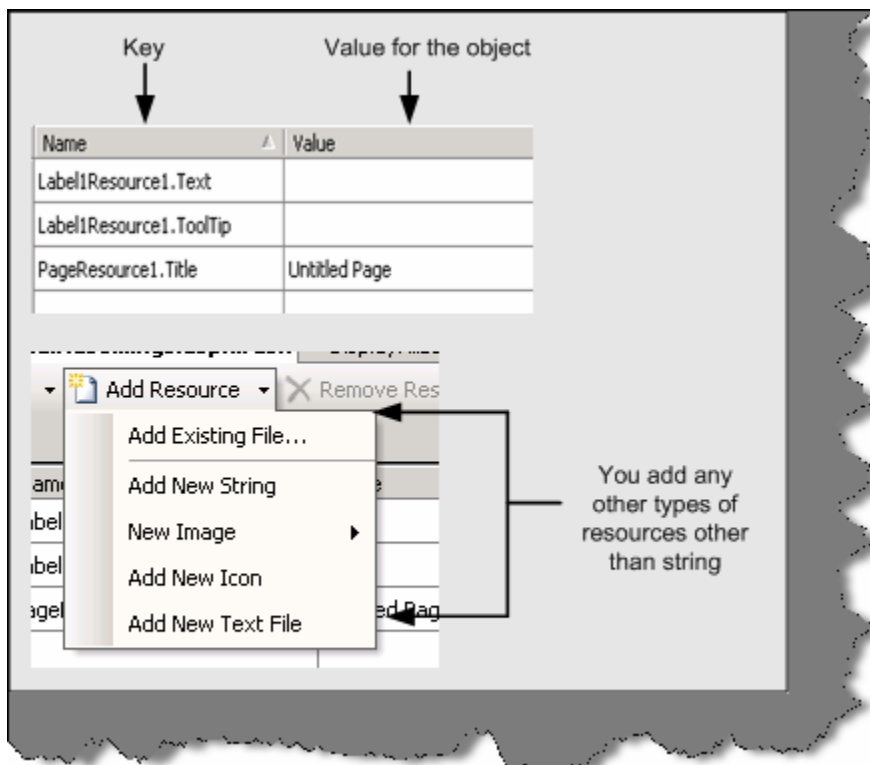 Key Value for the object
Name Value
Label1Resource1.Text
Label1Resource1.ToolTip
PageResource1.Title Untitled Page
Add Resource Remove Res
Add Existing File...
Add New String
New Image
Add New Icon
Add New Text File
You add any
other types of
resources other
than string